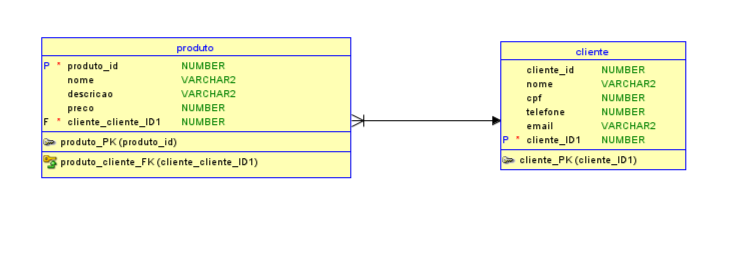 produto
P * produto_id NUMBER
nome VARCHAR2
descricao VARCHAR2
preco NUMBER
F * cliente_cliente_ID1 NUMBER
produto_PK (produto_id)
produto_cliente_FK (cliente_cliente_ID1)
cliente
cliente_id NUMBER
nome VARCHAR2
cpf NUMBER
telefone NUMBER
email VARCHAR2
P * cliente_ID1 NUMBER
cliente_PK (cliente_ID1)